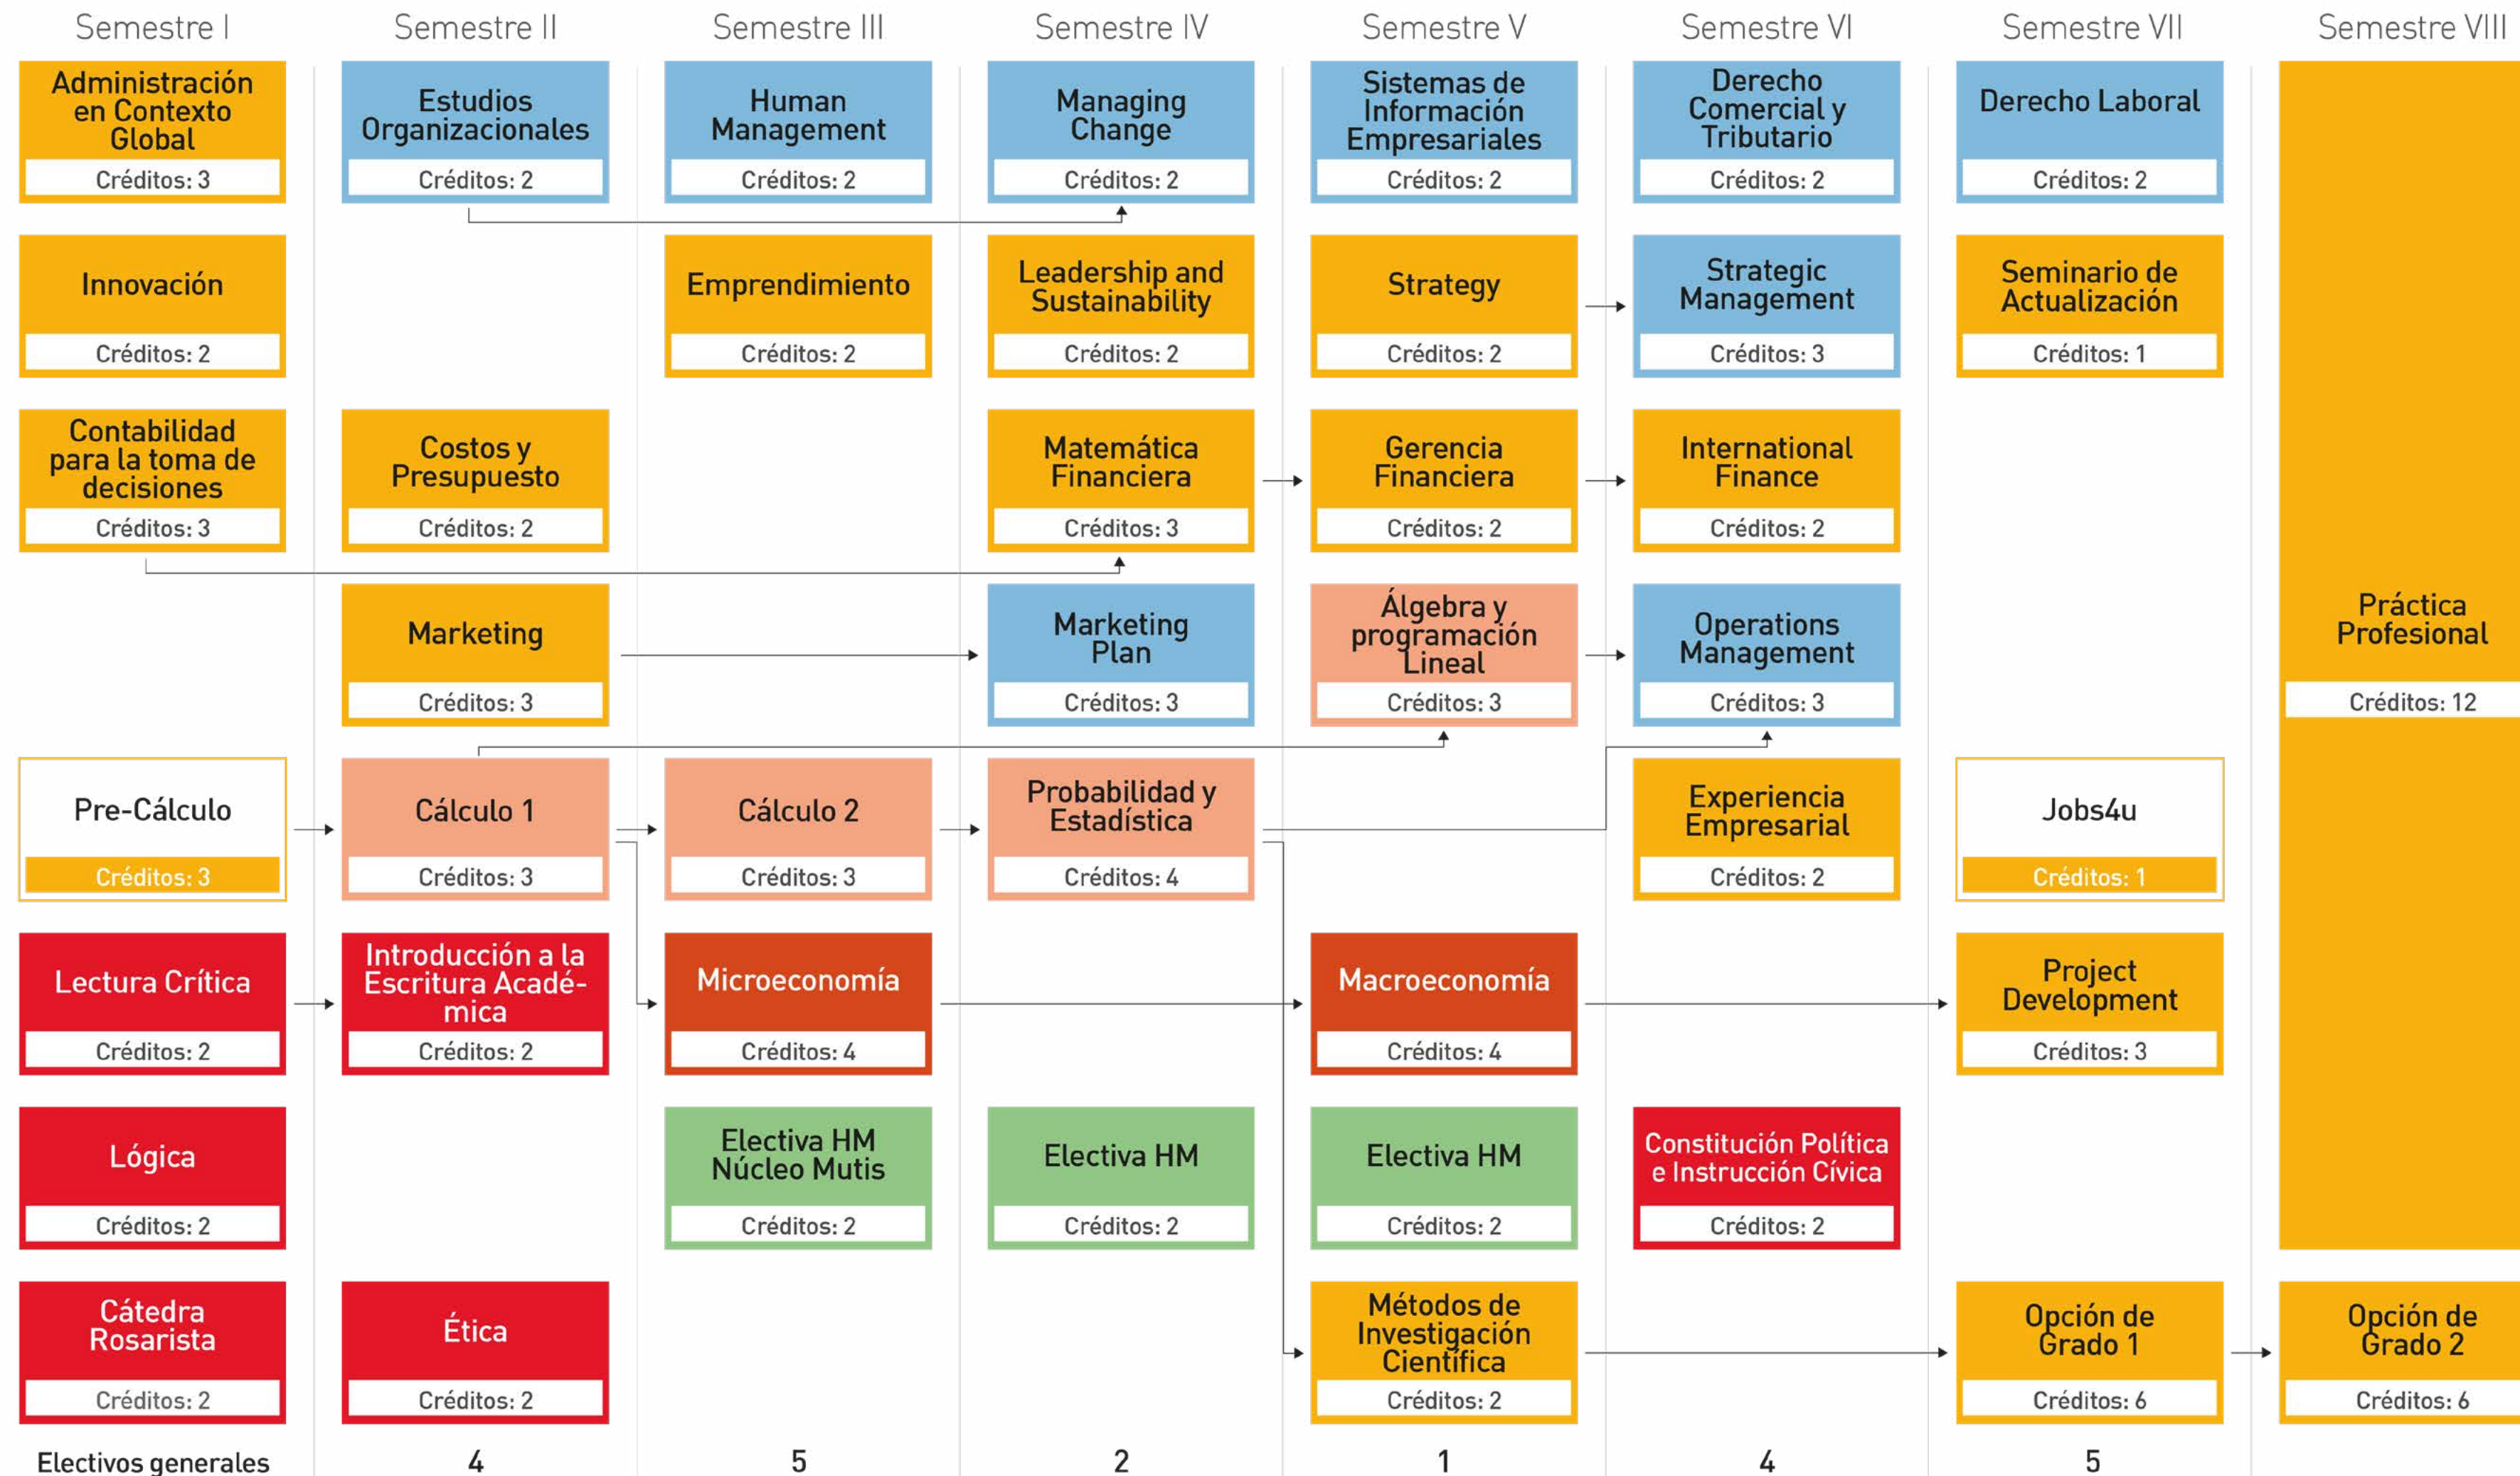 Semestre I
Semestre II
Semestre III
Semestre IV
Semestre V
Semestre VI
Semestre VII
Semestre VIII
Administración
en Contexto
Global
Créditos: 3
Estudios
Organizacionales
Créditos: 2
Human
Management
Créditos: 2
Managing
Change
Créditos: 2
Sistemas de
Información
Empresariales
Créditos: 2
Derecho
Comercial y
Tributario
Créditos: 2
Derecho Laboral
Créditos: 2
Innovación
Créditos: 2
Emprendimiento
Créditos: 2
Leadership and
Sustainability
Créditos: 2
Strategy
Créditos: 2
Strategic
Management
Créditos: 3
Seminario de
Actualización
Créditos: 1
Contabilidad
para la toma de
decisiones
Créditos: 3
Costos y
Presupuesto
Créditos: 2
Matemática
Financiera
Créditos: 3
Gerencia
Financiera
Créditos: 2
International
Finance
Créditos: 2
Marketing
Créditos: 3
Marketing
Plan
Créditos: 3
Álgebra y
programación
Lineal
Créditos: 3
Operations
Management
Créditos: 3
Práctica
Profesional
Créditos: 12
Pre-Cálculo
Créditos: 3
Cálculo 1
Créditos: 3
Cálculo 2
Créditos: 3
Probabilidad y
Estadística
Créditos: 4
Experiencia
Empresarial
Créditos: 2
Jobs4u
Créditos: 1
Lectura Crítica
Créditos: 2
Introducción a la
Escritura Acadé-
mica
Créditos: 2
Microeconomía
Créditos: 4
Macroeconomía
Créditos: 4
Project
Development
Créditos: 3
Lógica
Créditos: 2
Electiva HM
Núcleo Mutis
Créditos: 2
Electiva HM
Créditos: 2
Electiva HM
Créditos: 2
Constitución Política
e Instrucción Cívica
Créditos: 2
Cátedra
Rosarista
Créditos: 2
Ética
Créditos: 2
Métodos de
Investigación
Científica
Créditos: 2
Opción de
Grado 1
Créditos: 6
Opción de
Grado 2
Créditos: 6
Electivos generales
4
5
2
1
4
5